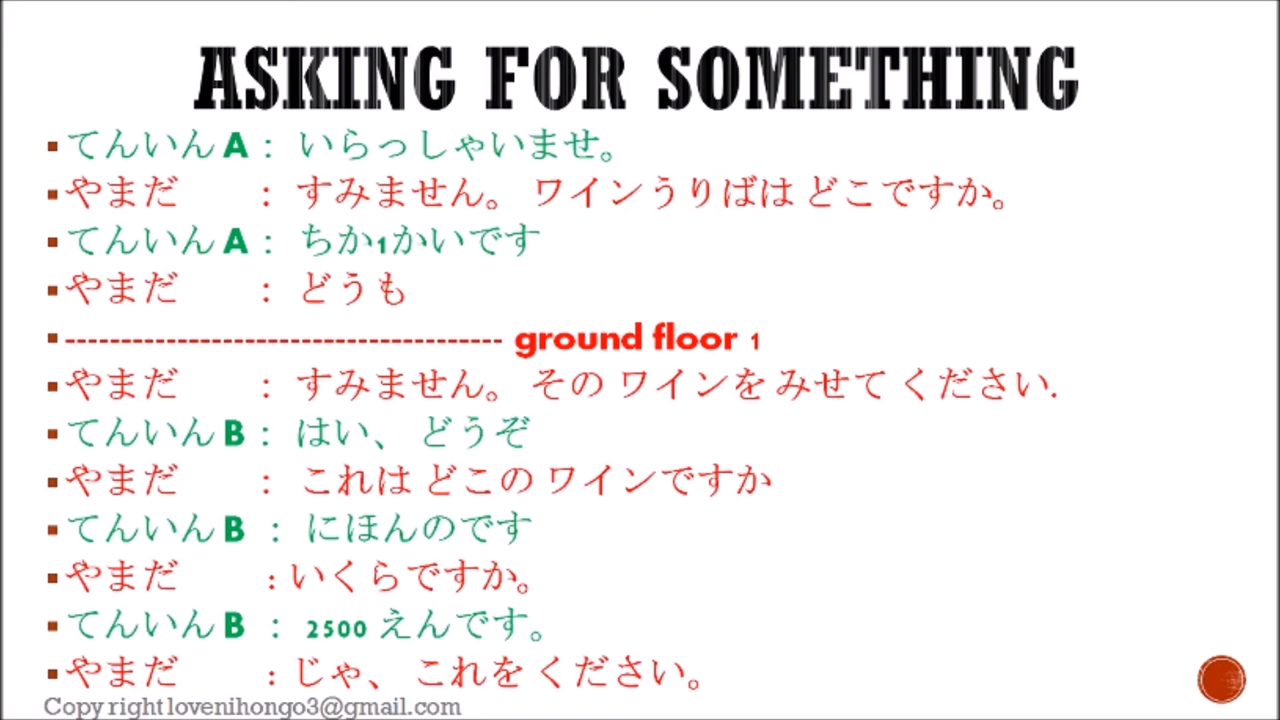 ASKING FOR SOMETHING
てんいんA : いらっしゃいませ。
やまだ : すみません。 ワインうりばは どこですか。
てんいんA : ちか1かいです
やまだ : どうも
--------------------------------------- ground floor 1
やまだ : すみません。 その ワインを みせて ください.
てんいんB : はい、 どうぞ
やまだ : これは どこの ワインですか
てんいんB : にほんのです
やまだ : いくらですか。
てんいんB : 2500 えんです。
やまだ : じゃ、 これを ください。
Copy right lovenihongo3@gmail.com